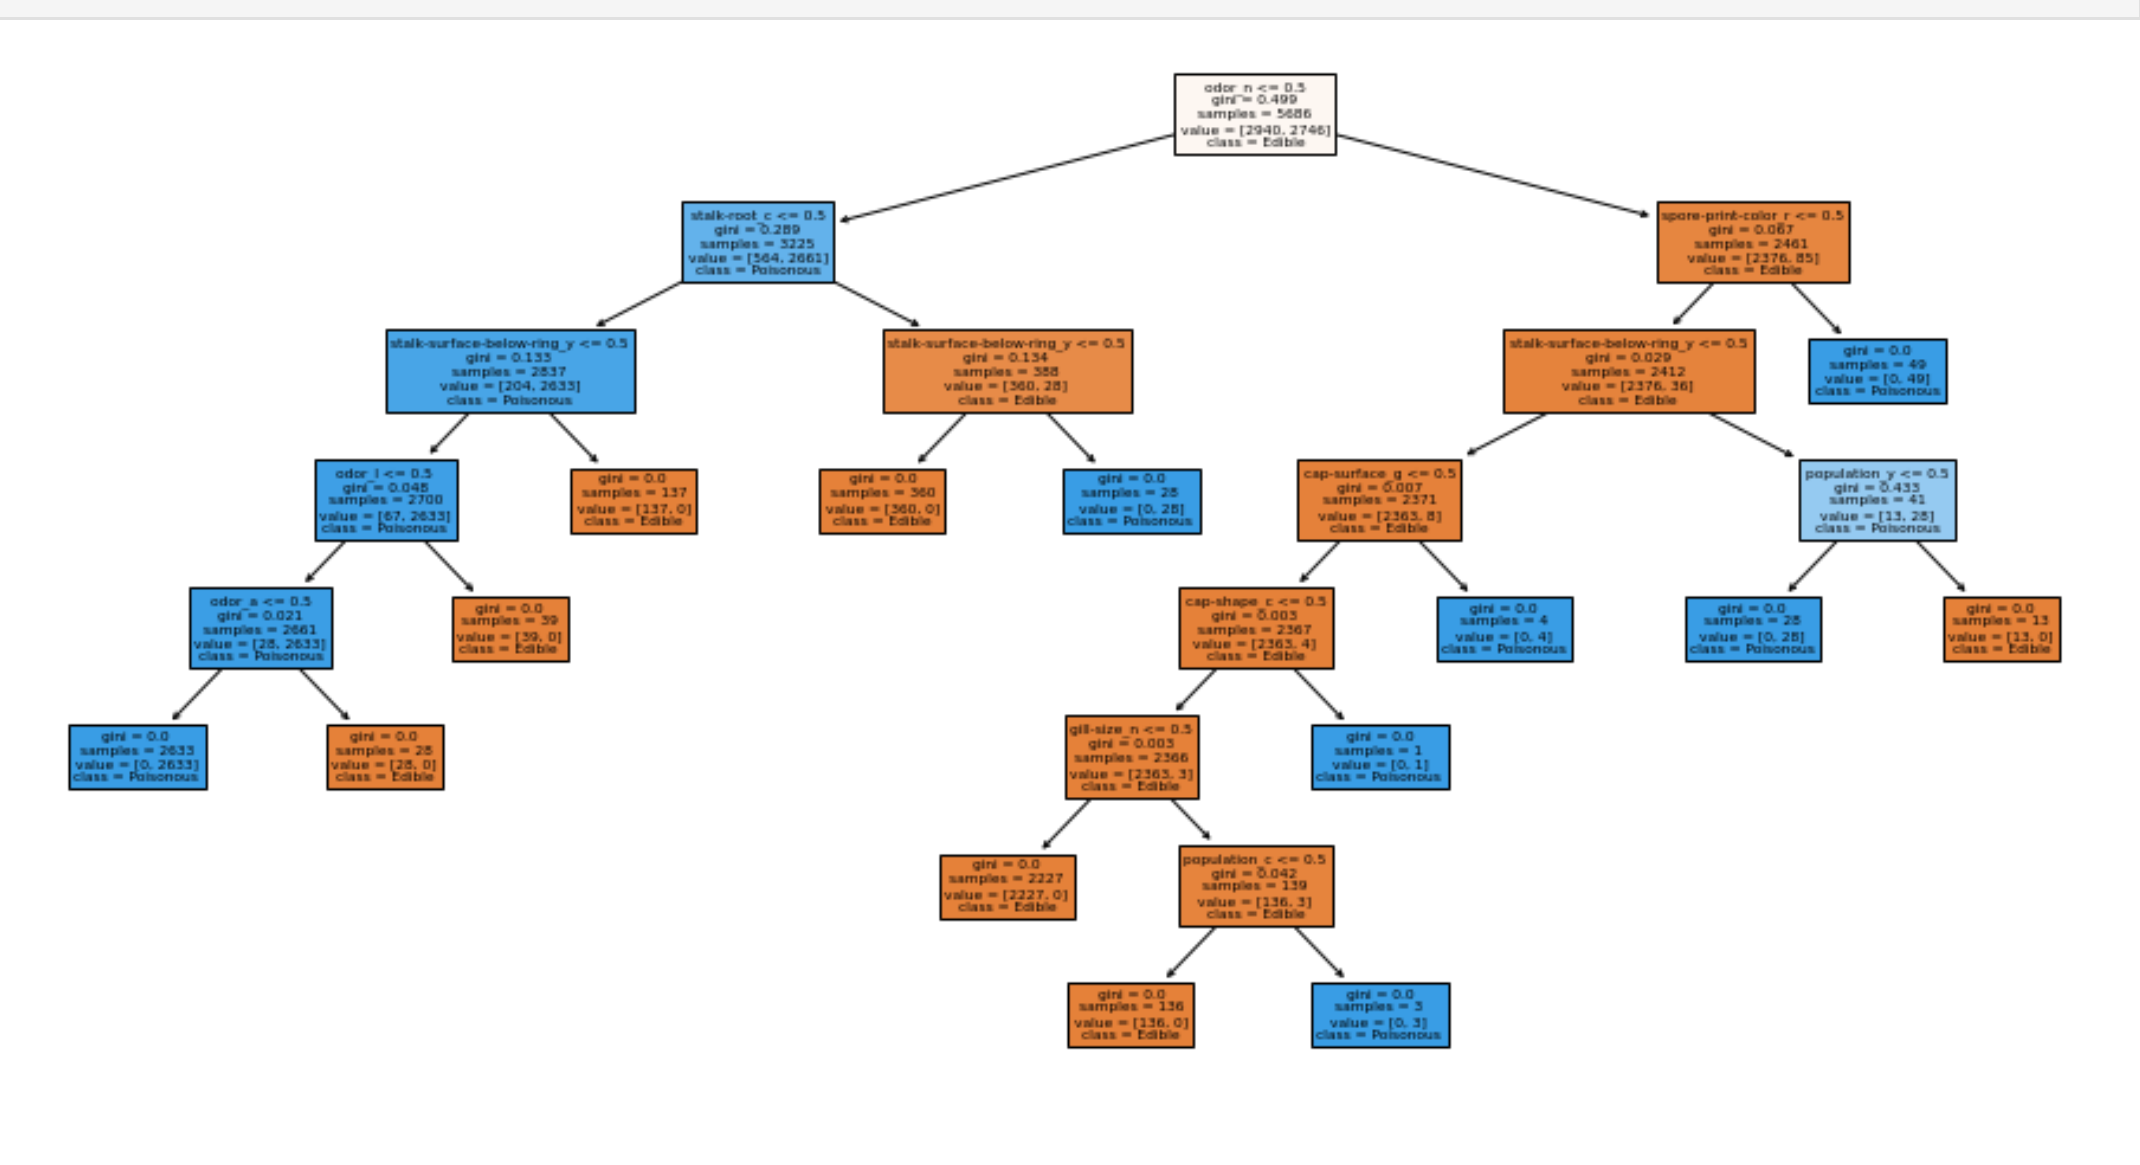 odor_n <= 0.5
gini = 0.499
samples = 5686
value = [2940, 2746]
class = Edible
stalk-root_c <= 0.5
gini = 0.289
samples = 3225
value = [564, 2661]
class = Poisonous
spore-print-color_r <= 0.5
gini = 0.067
samples = 2461
value = [2376, 85]
class = Edible
stalk-surface-below-ring_y <= 0.5
gini = 0.133
samples = 2837
value = [204, 2633]
class = Poisonous
stalk-surface-below-ring_y <= 0.5
gini = 0.134
samples = 388
value = [360, 28]
class = Edible
stalk-surface-below-ring_y <= 0.5
gini = 0.029
samples = 2412
value = [2376, 36]
class = Edible
gini = 0.0
samples = 49
value = [0, 49]
class = Poisonous
odor_l <= 0.5
gini = 0.048
samples = 2700
value = [67, 2633]
class = Poisonous
gini = 0.0
samples = 137
value = [137, 0]
class = Edible
gini = 0.0
samples = 360
value = [360, 0]
class = Edible
gini = 0.0
samples = 28
value = [0, 28]
class = Poisonous
cap-surface_g <= 0.5
gini = 0.007
samples = 2371
value = [2363, 8]
class = Edible
population_y <= 0.5
gini = 0.433
samples = 41
value = [13, 28]
class = Poisonous
odor_a <= 0.5
gini = 0.021
samples = 2661
value = [28, 2633]
class = Poisonous
gini = 0.0
samples = 39
value = [39, 0]
class = Edible
cap-shape_c <= 0.5
gini = 0.003
samples = 2367
value = [2363, 4]
class = Edible
gini = 0.0
samples = 4
value = [0, 4]
class = Poisonous
gini = 0.0
samples = 28
value = [0, 28]
class = Poisonous
gini = 0.0
samples = 13
value = [13, 0]
class = Edible
gini = 0.0
samples = 2633
value = [0, 2633]
class = Poisonous
gini = 0.0
samples = 28
value = [28, 0]
class = Edible
gill-size_n <= 0.5
gini = 0.003
samples = 2366
value = [2363, 3]
class = Edible
gini = 0.0
samples = 1
value = [0, 1]
class = Poisonous
gini = 0.0
samples = 2227
value = [2227, 0]
class = Edible
population_c <= 0.5
gini = 0.042
samples = 139
value = [136, 3]
class = Edible
gini = 0.0
samples = 136
value = [136, 0]
class = Edible
gini = 0.0
samples = 3
value = [0, 3]
class = Poisonous